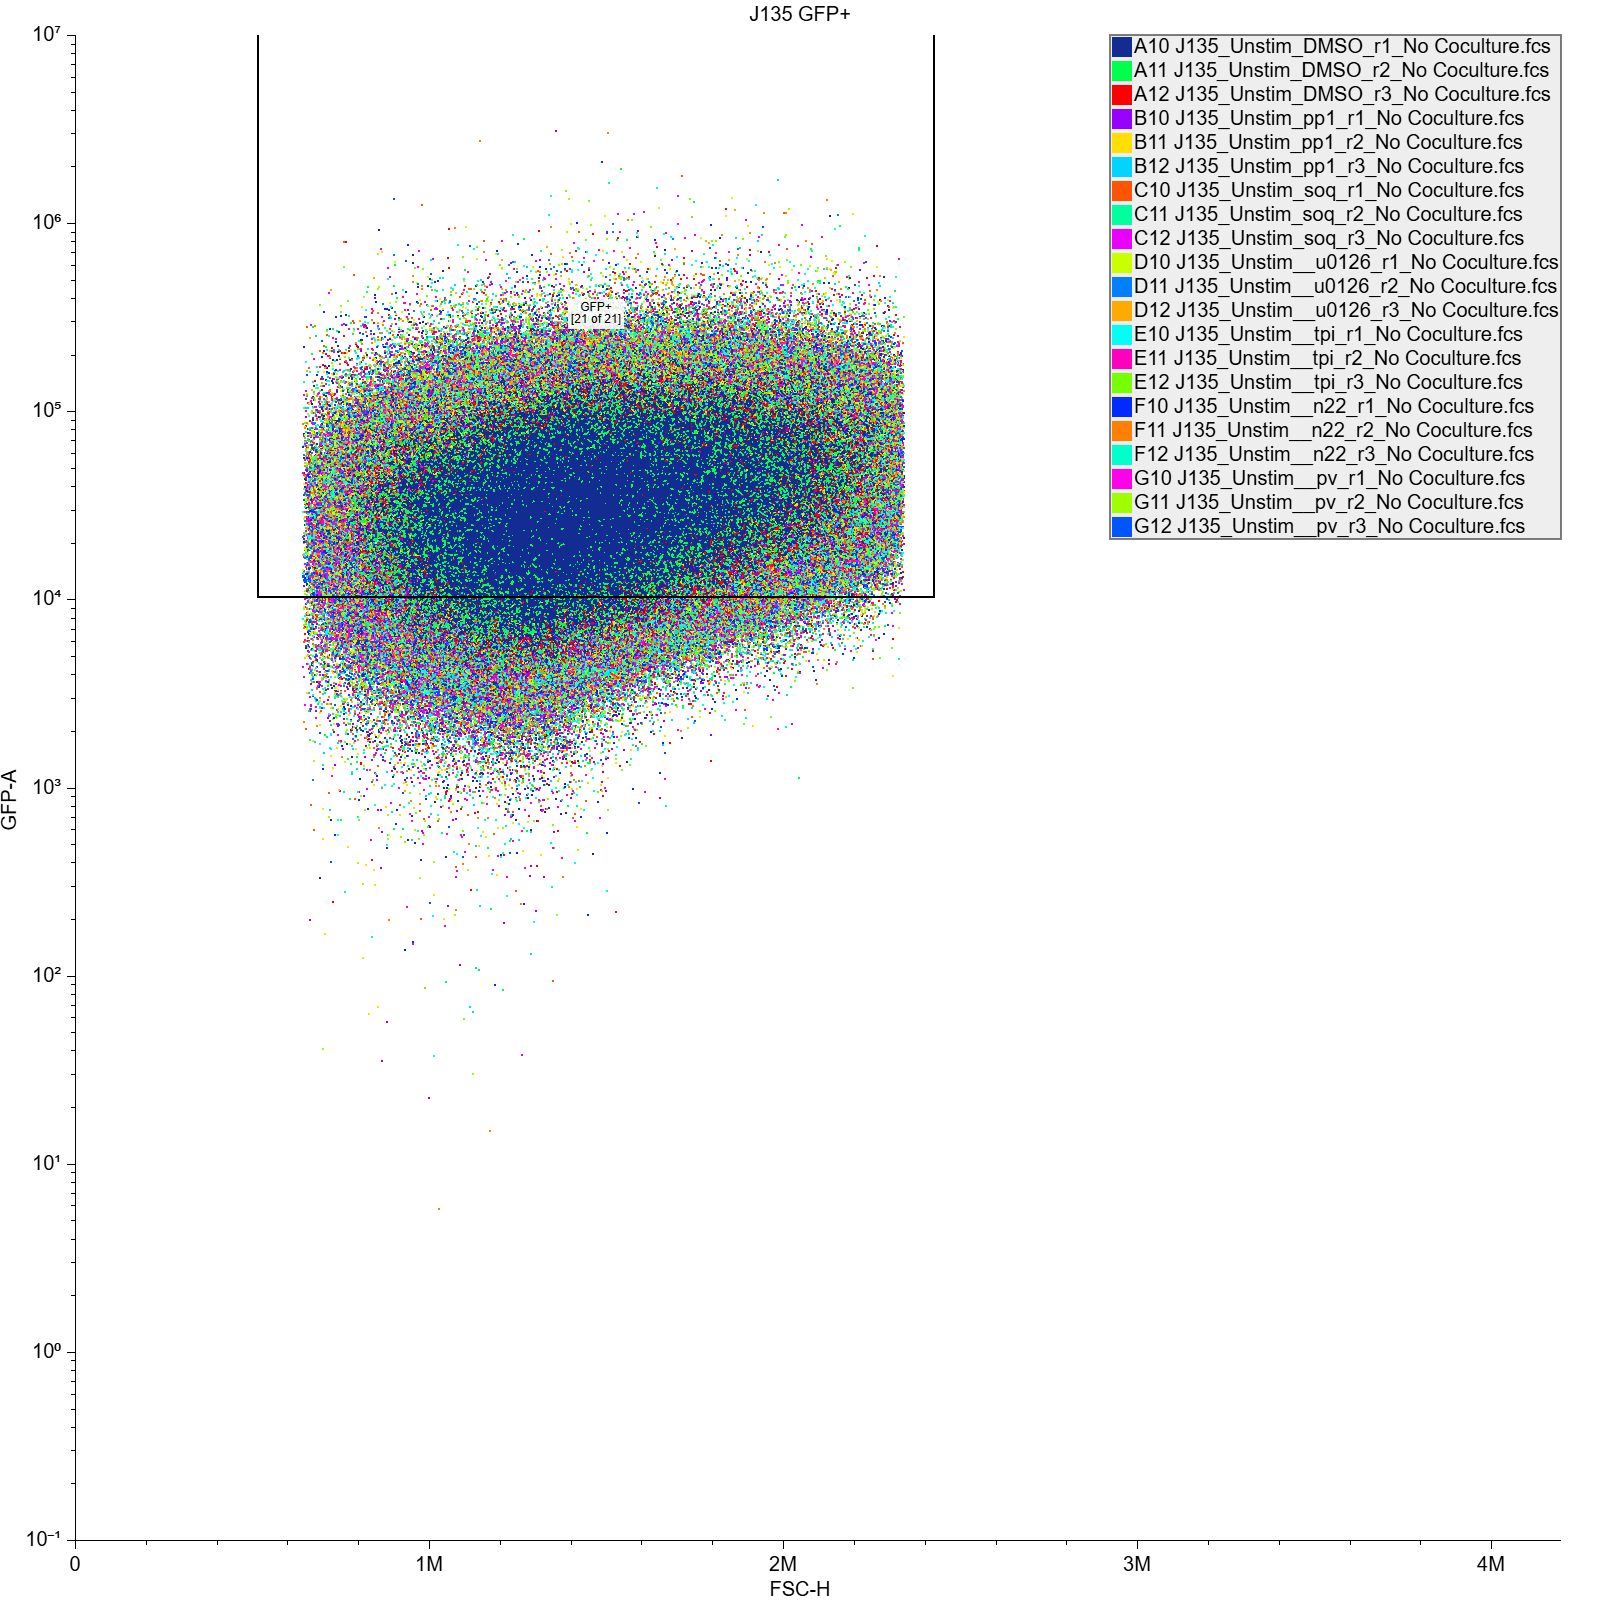 J135 GFP+
10⁷
10⁶
10⁵
10⁴
10³
10²
10¹
10⁰
10⁻¹
GFP-A
GFP+
[21 of 21]
A10 J135_Unstim_DMSO_r1_No Coculture.fcs
A11 J135_Unstim_DMSO_r2_No Coculture.fcs
A12 J135_Unstim_DMSO_r3_No Coculture.fcs
B10 J135_Unstim_pp1_r1_No Coculture.fcs
B11 J135_Unstim_pp1_r2_No Coculture.fcs
B12 J135_Unstim_pp1_r3_No Coculture.fcs
C10 J135_Unstim_soq_r1_No Coculture.fcs
C11 J135_Unstim_soq_r2_No Coculture.fcs
C12 J135_Unstim_soq_r3_No Coculture.fcs
D10 J135_Unstim__u0126_r1_No Coculture.fcs
D11 J135_Unstim__u0126_r2_No Coculture.fcs
D12 J135_Unstim__u0126_r3_No Coculture.fcs
E10 J135_Unstim__tpi_r1_No Coculture.fcs
E11 J135_Unstim__tpi_r2_No Coculture.fcs
E12 J135_Unstim__tpi_r3_No Coculture.fcs
F10 J135_Unstim__n22_r1_No Coculture.fcs
F11 J135_Unstim__n22_r2_No Coculture.fcs
F12 J135_Unstim__n22_r3_No Coculture.fcs
G10 J135_Unstim__pv_r1_No Coculture.fcs
G11 J135_Unstim__pv_r2_No Coculture.fcs
G12 J135_Unstim__pv_r3_No Coculture.fcs
0 1M 2M 3M 4M
FSC-H